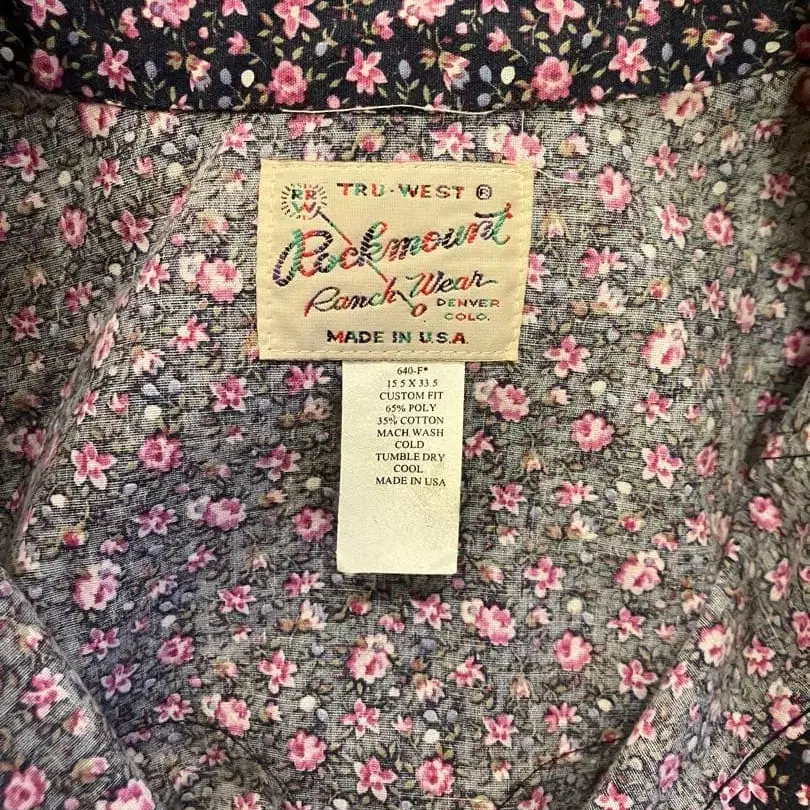 RRW
TRU-WEST ®
Rockmount
Ranch Wear
DENVER
COLO.
MADE IN U.S.A.
640-F*
15.5 X 33.5
CUSTOM FIT
65% POLY
35% COTTON
MACH WASH
COLD
TUMBLE DRY
COOL
MADE IN USA